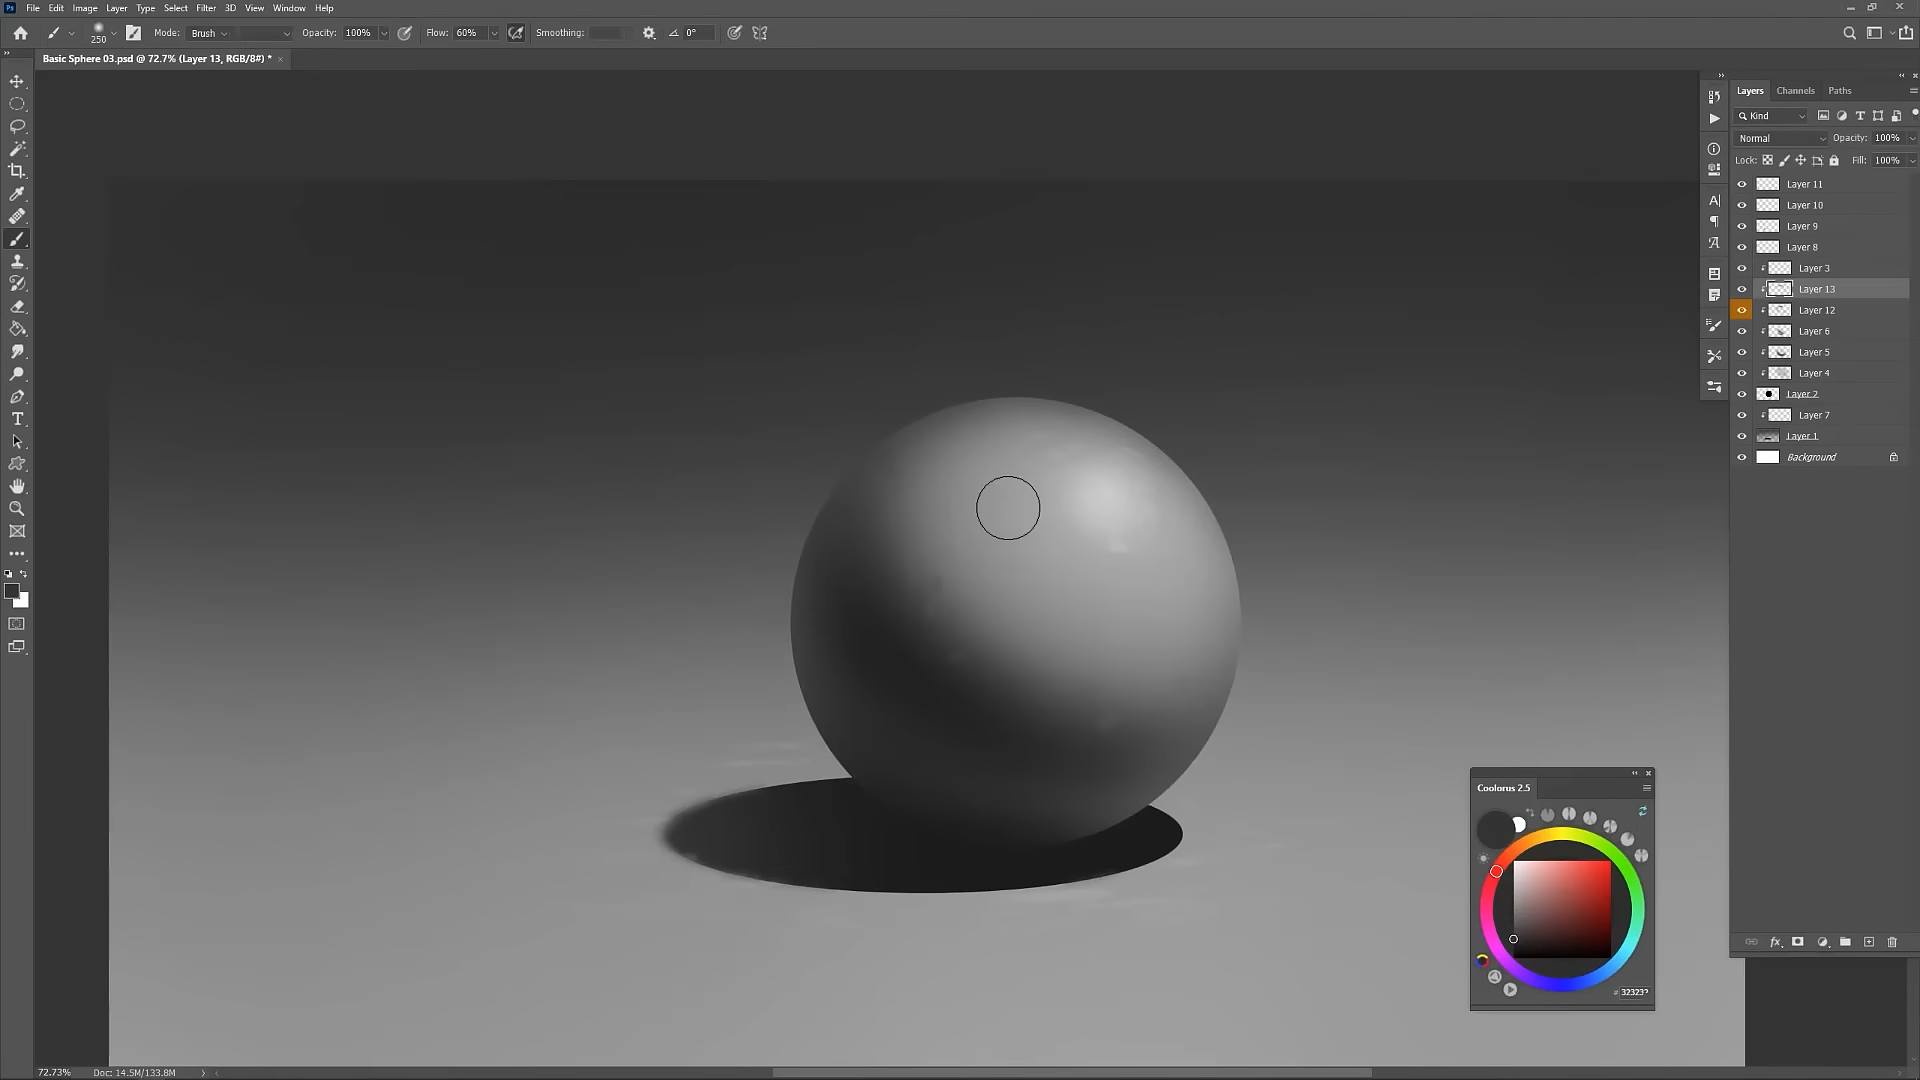 Ps File Edit Image Layer Type Select Filter 3D View Window Help
250 Mode: Brush Opacity: 100% Flow: 60% Smoothing: 0°
Basic Sphere 03.psd @ 72.7% (Layer 13, RGB/8#) * ×
Layers Channels Paths
Kind
Normal Opacity: 100%
Lock: Fill: 100%
Layer 11
Layer 10
Layer 9
Layer 8
Layer 3
Layer 13
Layer 12
Layer 6
Layer 5
Layer 4
Layer 2
Layer 7
Layer 1
Background
Coolorus 2.5
72.73% Doc: 14.5M/133.8M